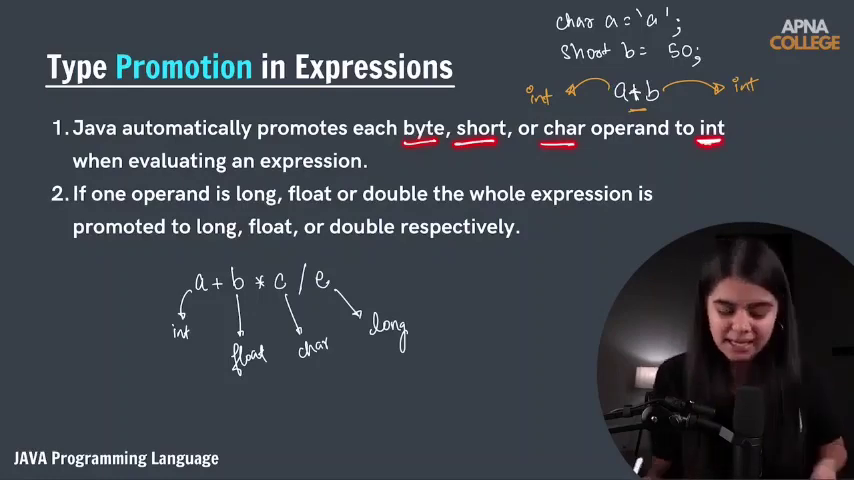 char a = 'a';
short b = 50;
APNA
COLLEGE
Type Promotion in Expressions
int a+b int
1. Java automatically promotes each byte, short, or char operand to int
when evaluating an expression.
2. If one operand is long, float or double the whole expression is
promoted to long, float, or double respectively.
a + b * c / e
int float char long
JAVA Programming Language